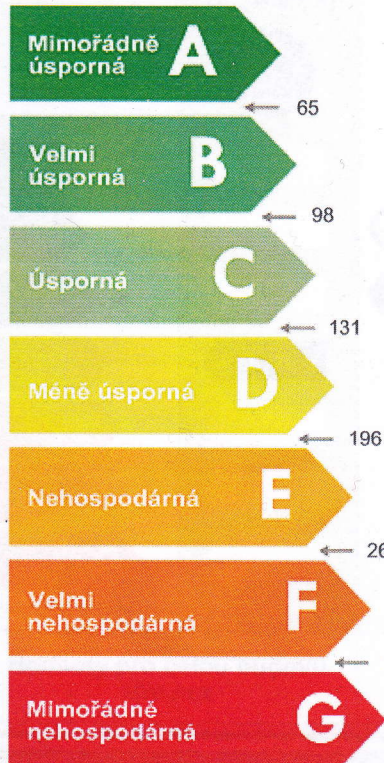 Mimořádně
úsporná A
65
Velmi
úsporná B
98
Úsporná C
131
Méně úsporná D
196
Nehospodárná E
26
Velmi
nehospodárná F
Mimořádně
nehospodárná G